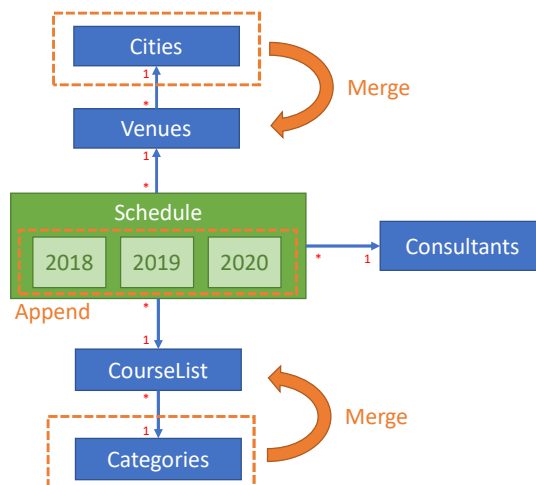 Cities
1
Merge
*
Venues
1
*
Schedule
2018 2019 2020
* 1
Consultants
Append
*
1
CourseList
*
Merge
1
Categories